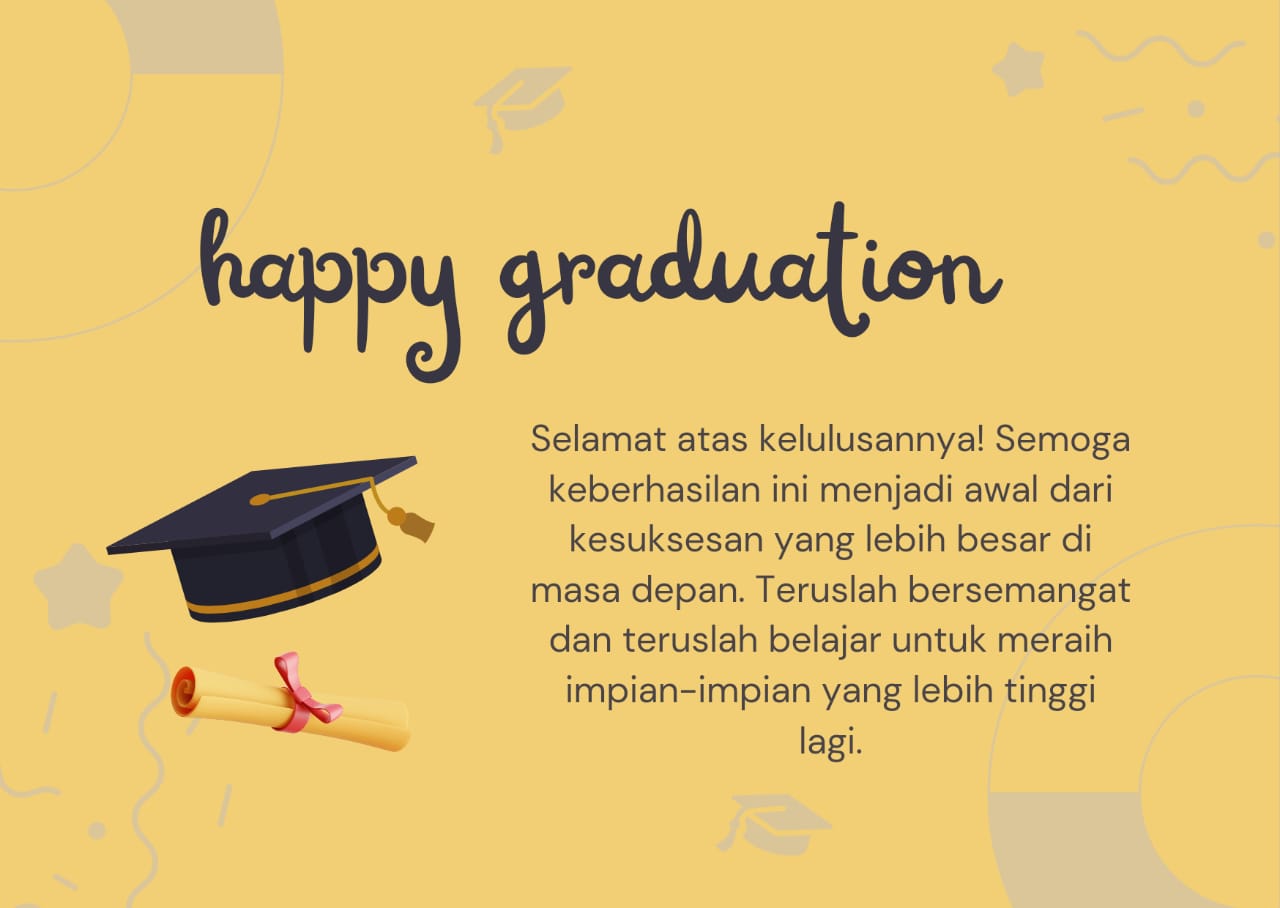 happy graduation
Selamat atas kelulusannya! Semoga
keberhasilan ini menjadi awal dari
kesuksesan yang lebih besar di
masa depan. Teruslah bersemangat
dan teruslah belajar untuk meraih
impian-impian yang lebih tinggi
lagi.